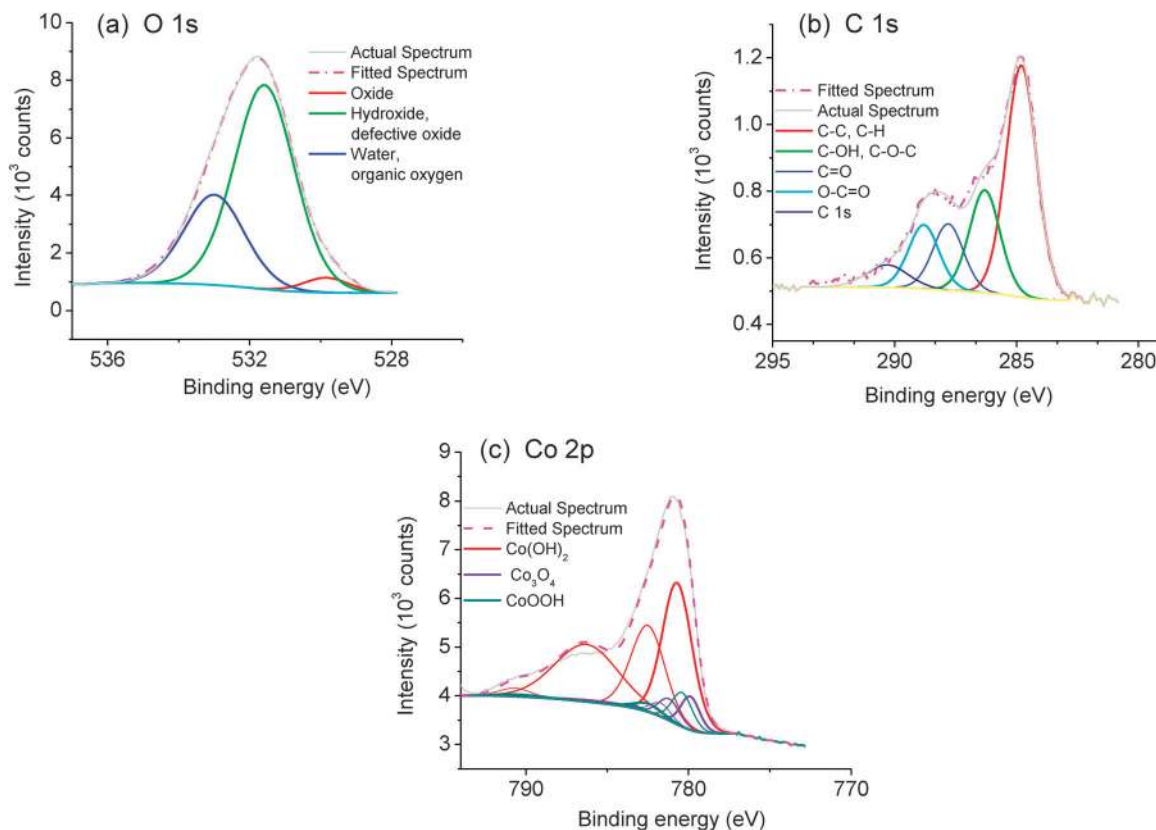 (a) O 1s
Intensity (10³ counts)
10
8
6
4
2
0
Actual Spectrum
Fitted Spectrum
Oxide
Hydroxide,
defective oxide
Water,
organic oxygen
536
532
528
Binding energy (eV)
(b) C 1s
Intensity (10³ counts)
1.2
0.8
0.6
0.4
Fitted Spectrum
Actual Spectrum
C-C, C-H
C-OH, C-O-C
C=O
O-C=O
C 1s
295
290
285
280
Binding energy (eV)
(c) Co 2p
Intensity (10³ counts)
9
8
7
6
5
4
3
Actual Spectrum
Fitted Spectrum
Co(OH)₂
Co₃O₄
CoOOH
790
780
770
Binding energy (eV)